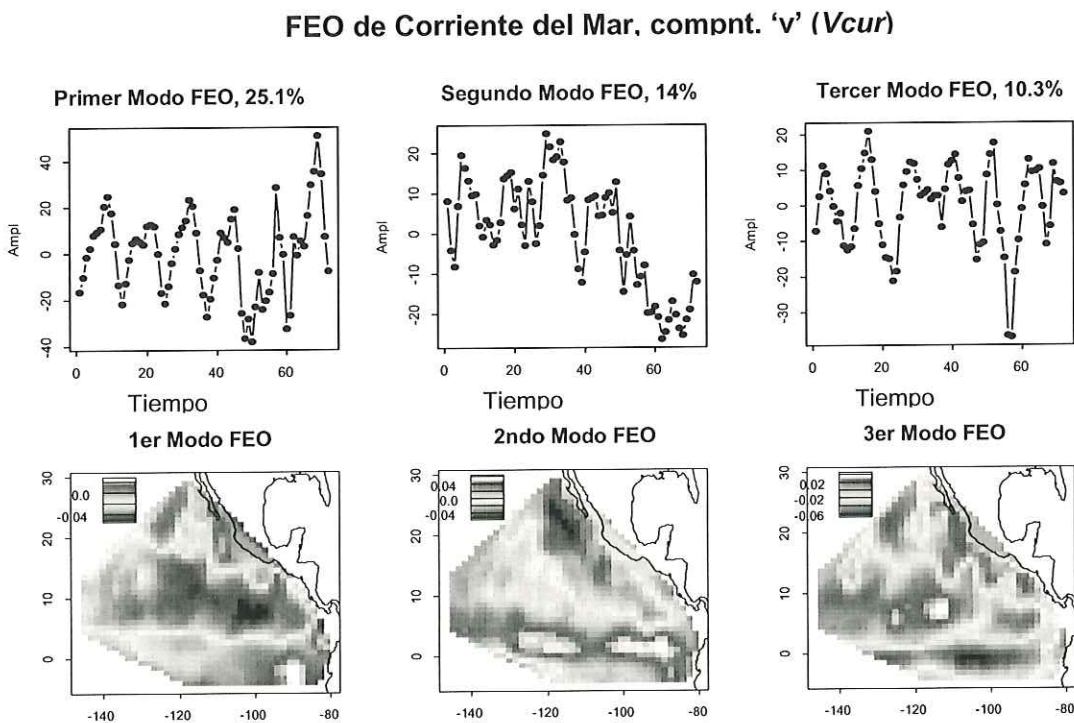 FEO de Corriente del Mar, compnt. ‘v’ (Vcur)
Primer Modo FEO, 25.1%
Segundo Modo FEO, 14%
Tercer Modo FEO, 10.3%
Ampl
40
20
0
-20
-40
0 20 40 60
Tiempo
Ampl
20
10
0
-10
-20
0 20 40 60
Tiempo
Ampl
20
10
0
-10
-30
0 20 40 60
Tiempo
1er Modo FEO
2ndo Modo FEO
3er Modo FEO
30
20
10
0
0.0
-0.04
-140 -120 -100 -80
30
20
10
0
0.04
0.0
-0.04
-140 -120 -100 -80
30
20
10
0
0.02
-0.02
-0.06
-140 -120 -100 -80